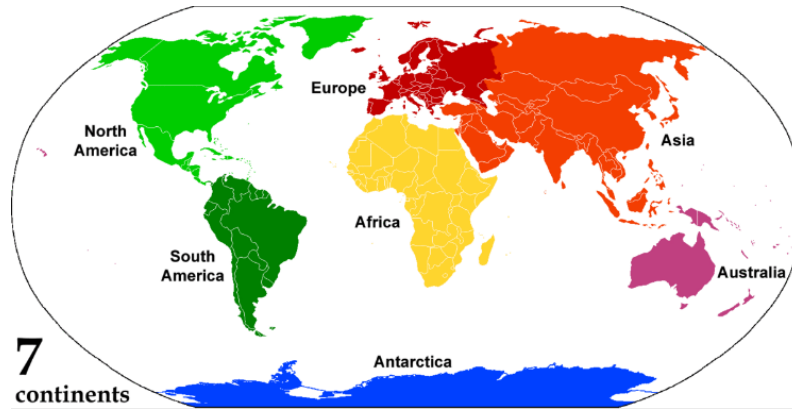 Europe
North
America
Asia
Africa
South
America
Australia
Antarctica
7
continents